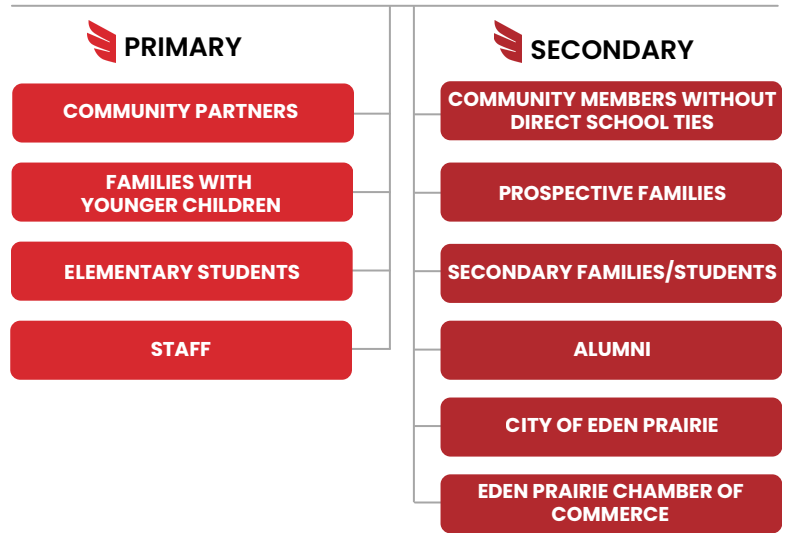 PRIMARY
COMMUNITY PARTNERS
FAMILIES WITH
YOUNGER CHILDREN
ELEMENTARY STUDENTS
STAFF
SECONDARY
COMMUNITY MEMBERS WITHOUT
DIRECT SCHOOL TIES
PROSPECTIVE FAMILIES
SECONDARY FAMILIES/STUDENTS
ALUMNI
CITY OF EDEN PRAIRIE
EDEN PRAIRIE CHAMBER OF
COMMERCE